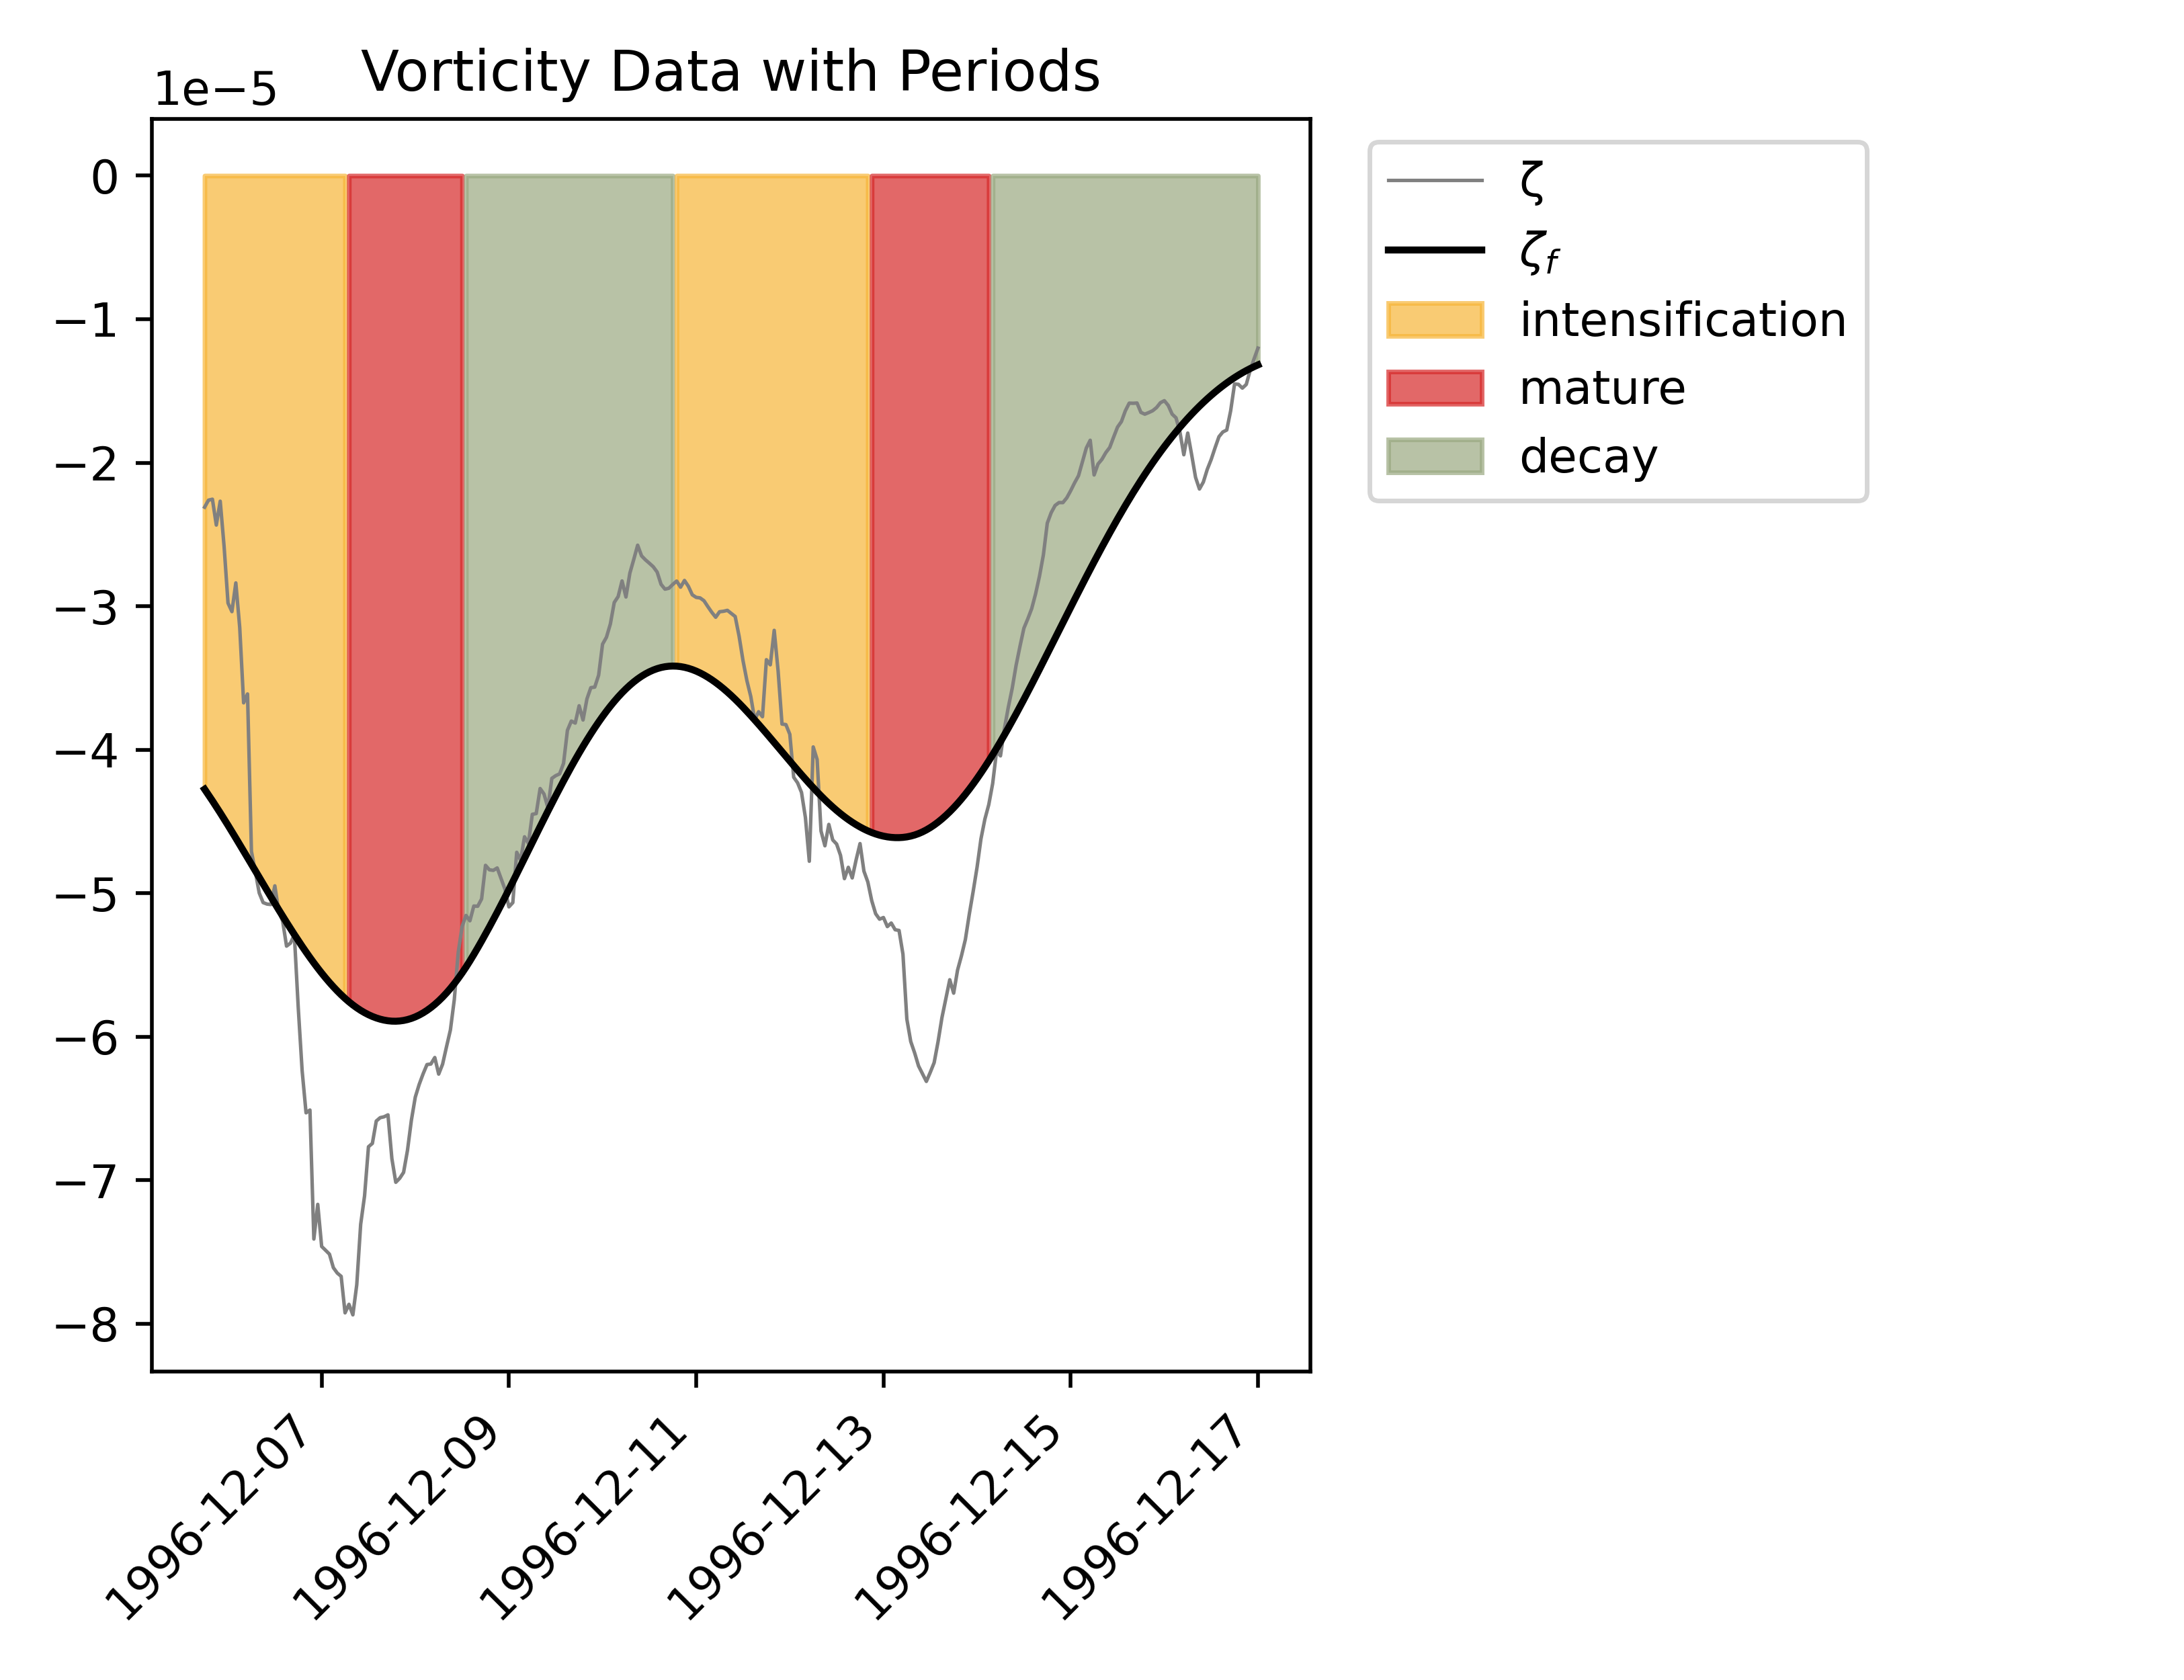 Vorticity Data with Periods
1e−5
0
−1
−2
−3
−4
−5
−6
−7
−8
1996-12-07
1996-12-09
1996-12-11
1996-12-13
1996-12-15
1996-12-17
ζ
ζf
intensification
mature
decay